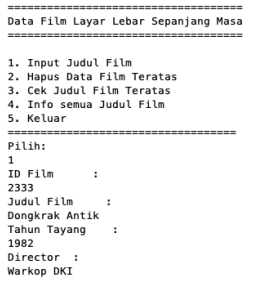 =====================================
Data Film Layar Lebar Sepanjang Masa
=====================================
1. Input Judul Film
2. Hapus Data Film Teratas
3. Cek Judul Film Teratas
4. Info semua Judul Film
5. Keluar
====================================
Pilih:
1
ID Film      :
2333
Judul Film     :
Dongkrak Antik
Tahun Tayang    :
1982
Director  :
Warkop DKI